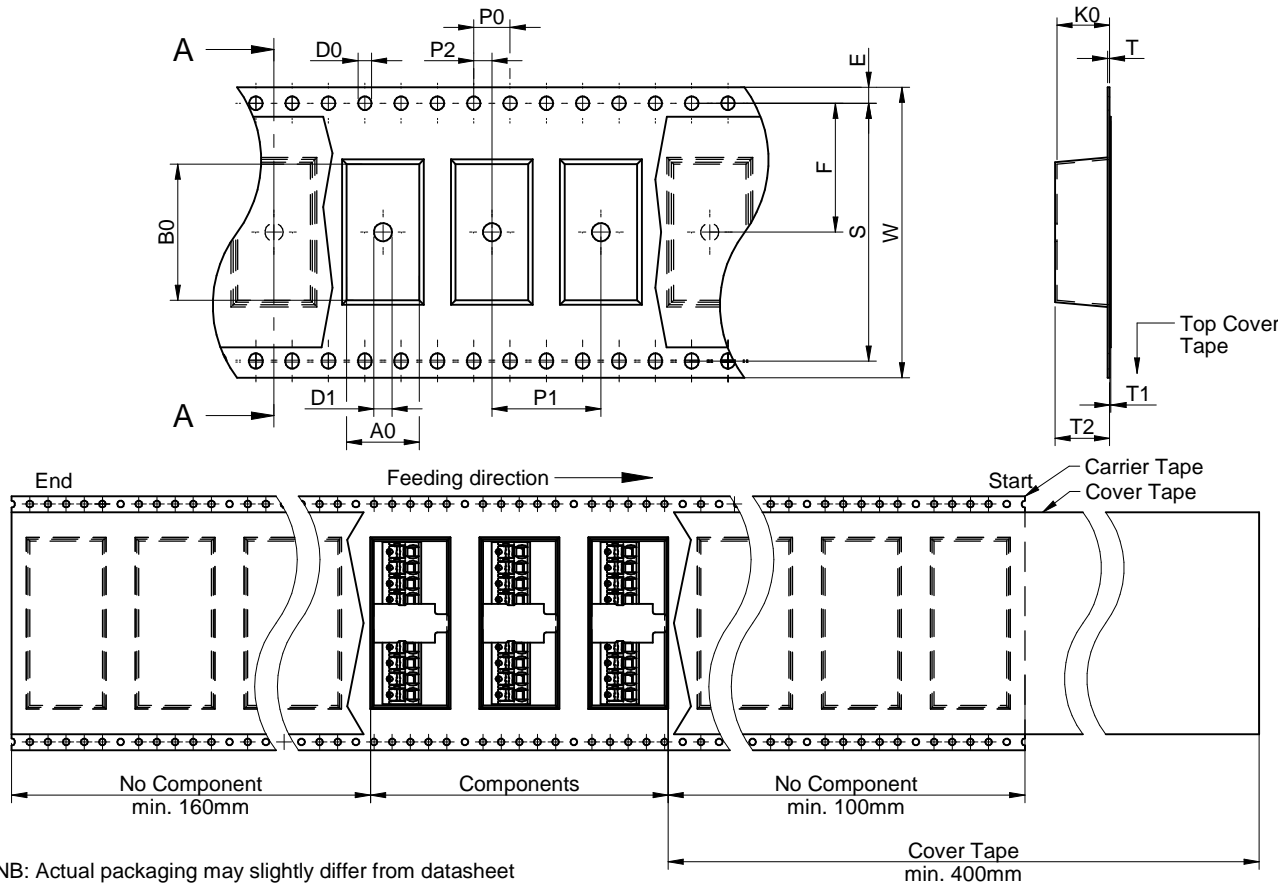 P0
K0
A
D0
P2
E
T
F
B0
S
W
Top Cover
Tape
D1
P1
T1
A
A0
T2
End
Feeding direction
Start
Carrier Tape
Cover Tape
No Component
min. 160mm
Components
No Component
min. 100mm
Cover Tape
min. 400mm
NB: Actual packaging may slightly differ from datasheet